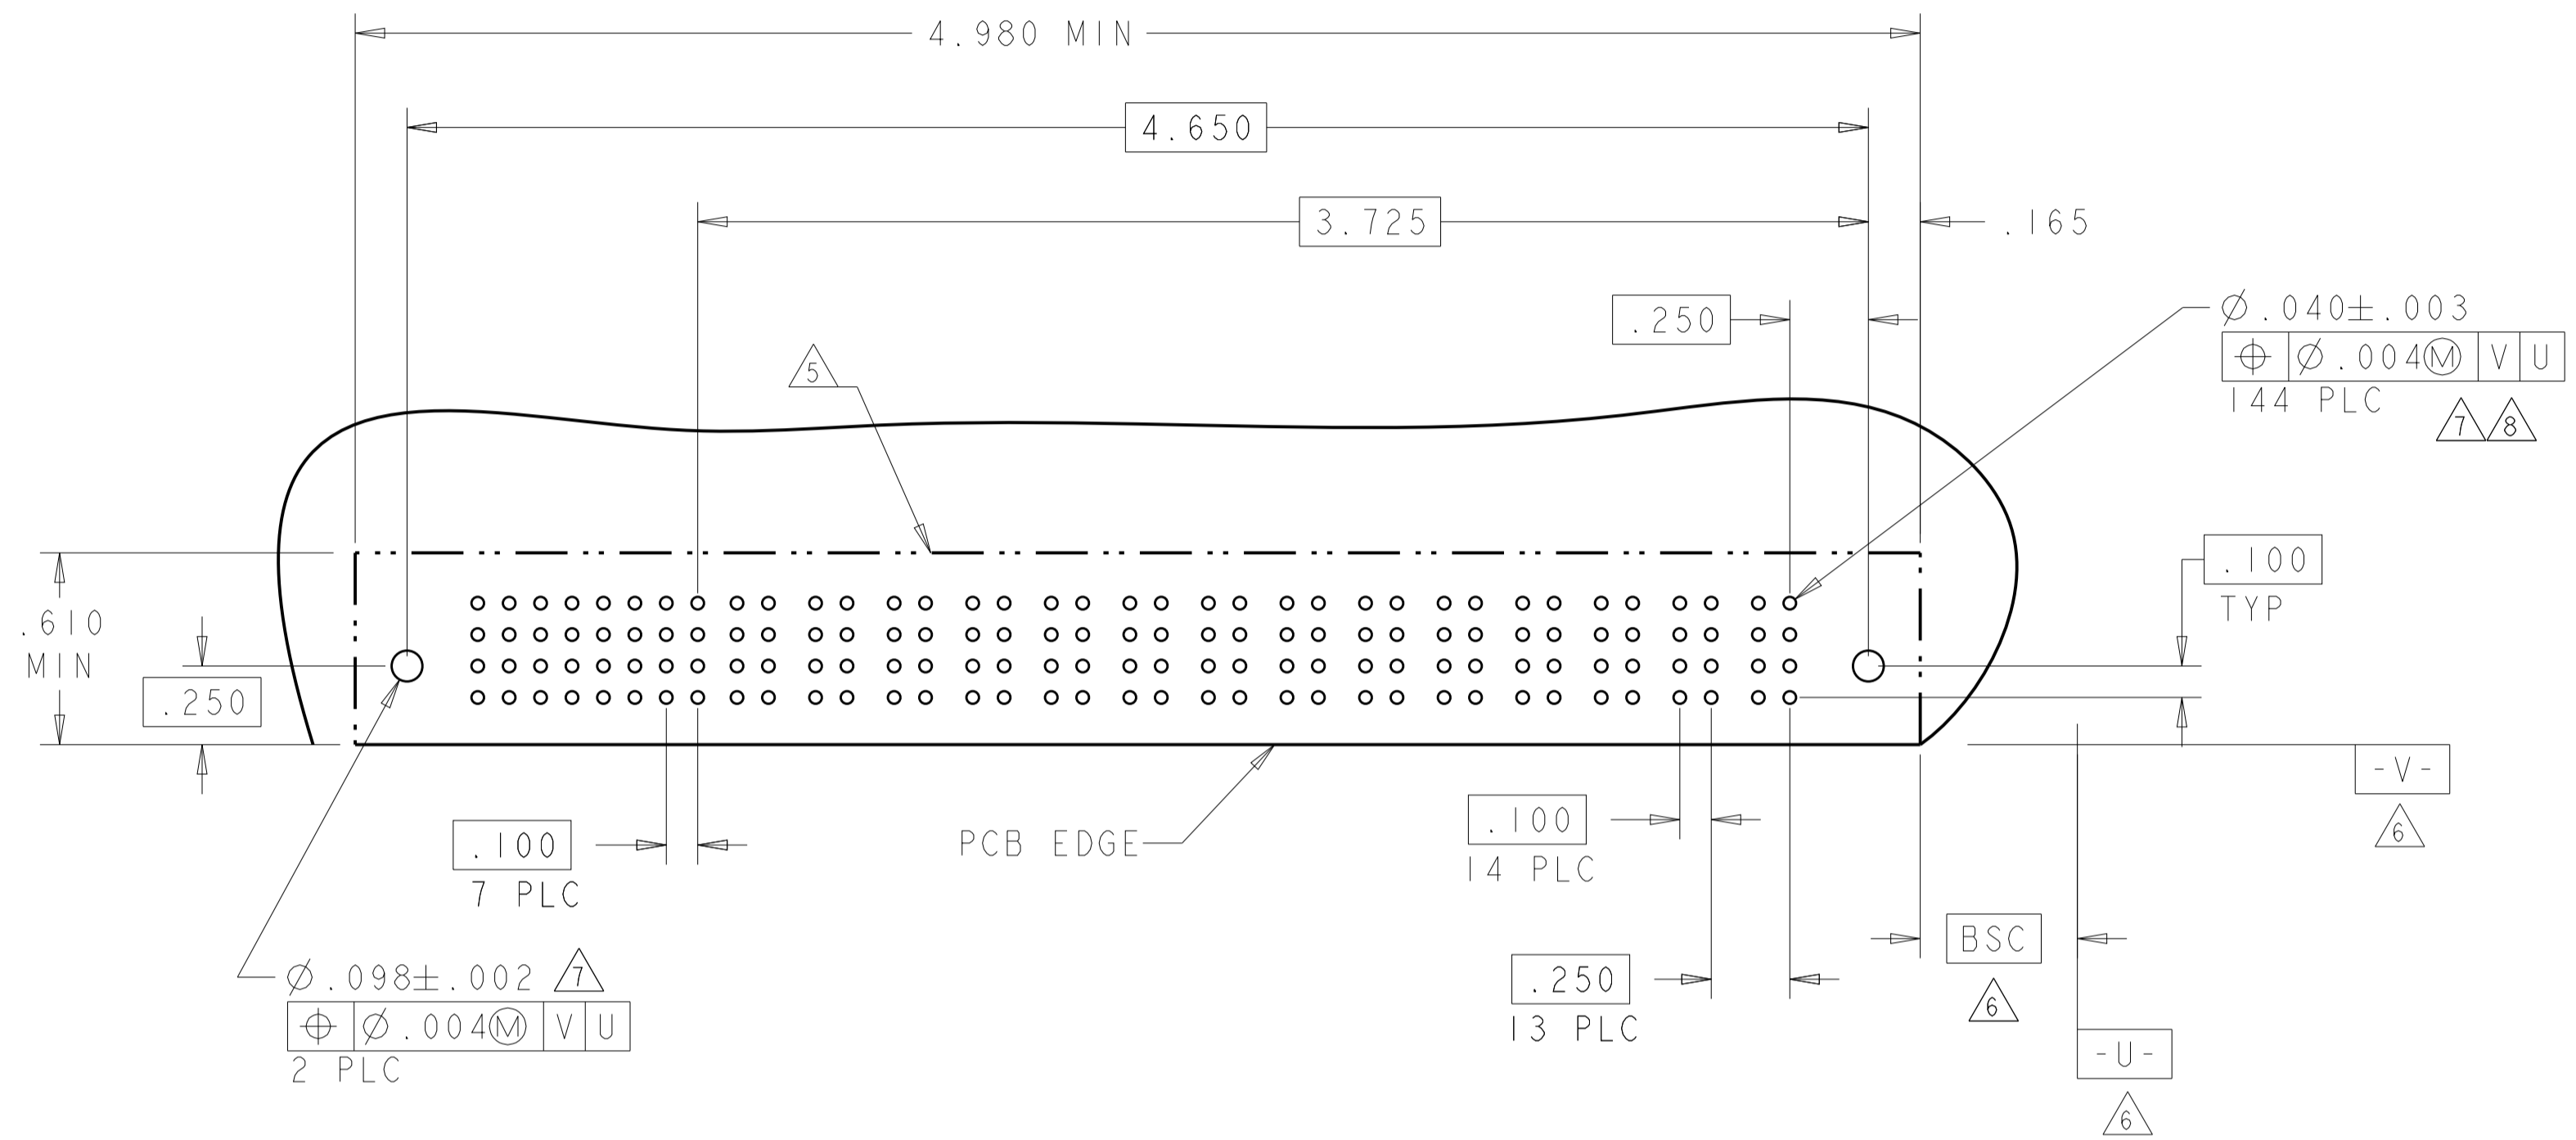 4.980 MIN
4.650
3.725
.165
.250
Ø.040±.003
⌖ Ø.004Ⓜ V U
144 PLC
7 8
5
.100
TYP
.610
MIN
.250
-V-
6
.100
7 PLC
PCB EDGE
.100
14 PLC
BSC
6
.250
13 PLC
Ø.098±.002 7
⌖ Ø.004Ⓜ V U
2 PLC
-U-
6